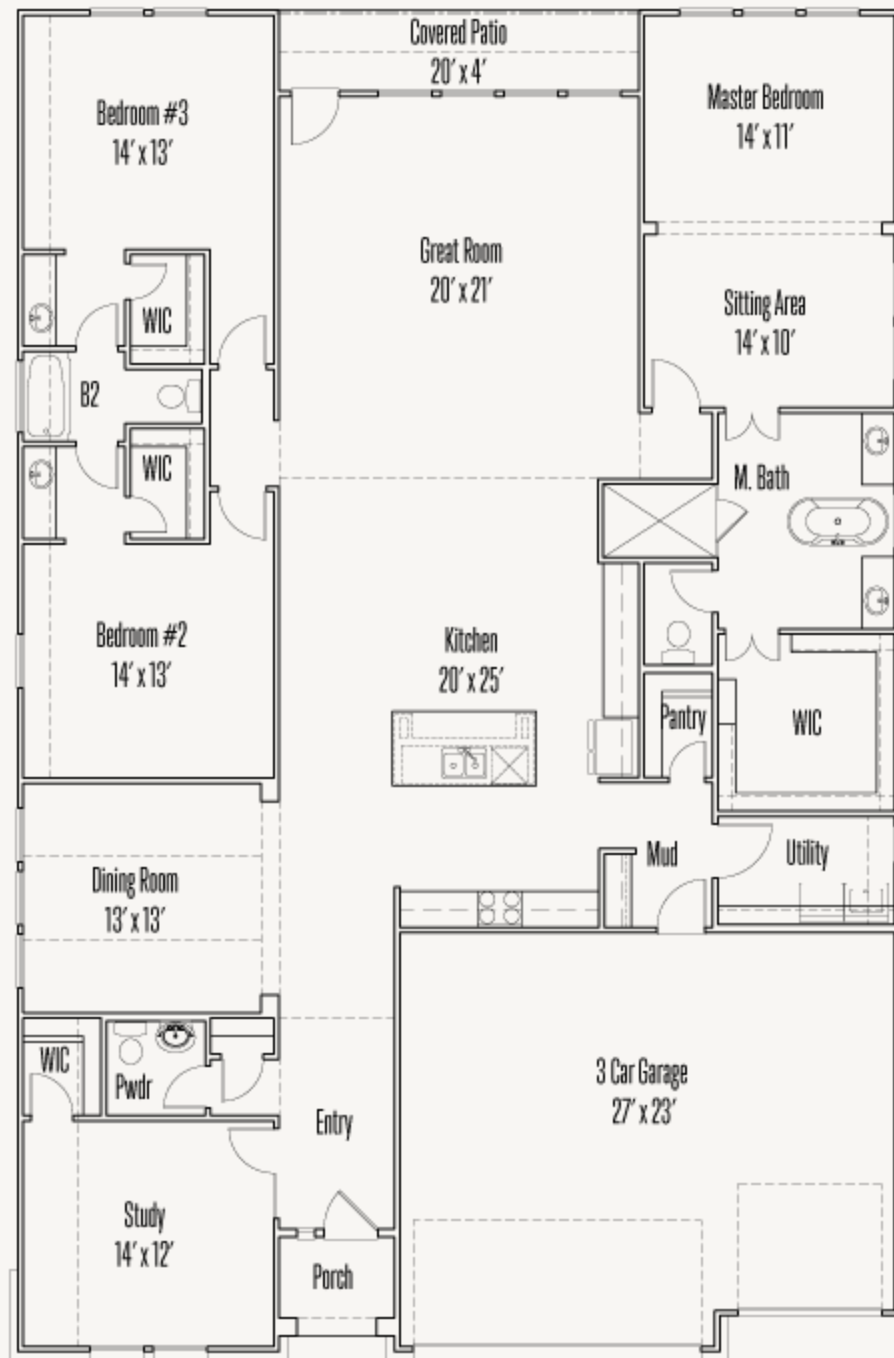 Covered Patio
20' x 4'
Bedroom #3
14' x 13'
Master Bedroom
14' x 11'
Great Room
20' x 21'
Sitting Area
14' x 10'
WIC
B2
WIC
M. Bath
Bedroom #2
14' x 13'
Kitchen
20' x 25'
Pantry
WIC
Dining Room
13' x 13'
Mud
Utility
WIC
Pwdr
3 Car Garage
27' x 23'
Entry
Study
14' x 12'
Porch